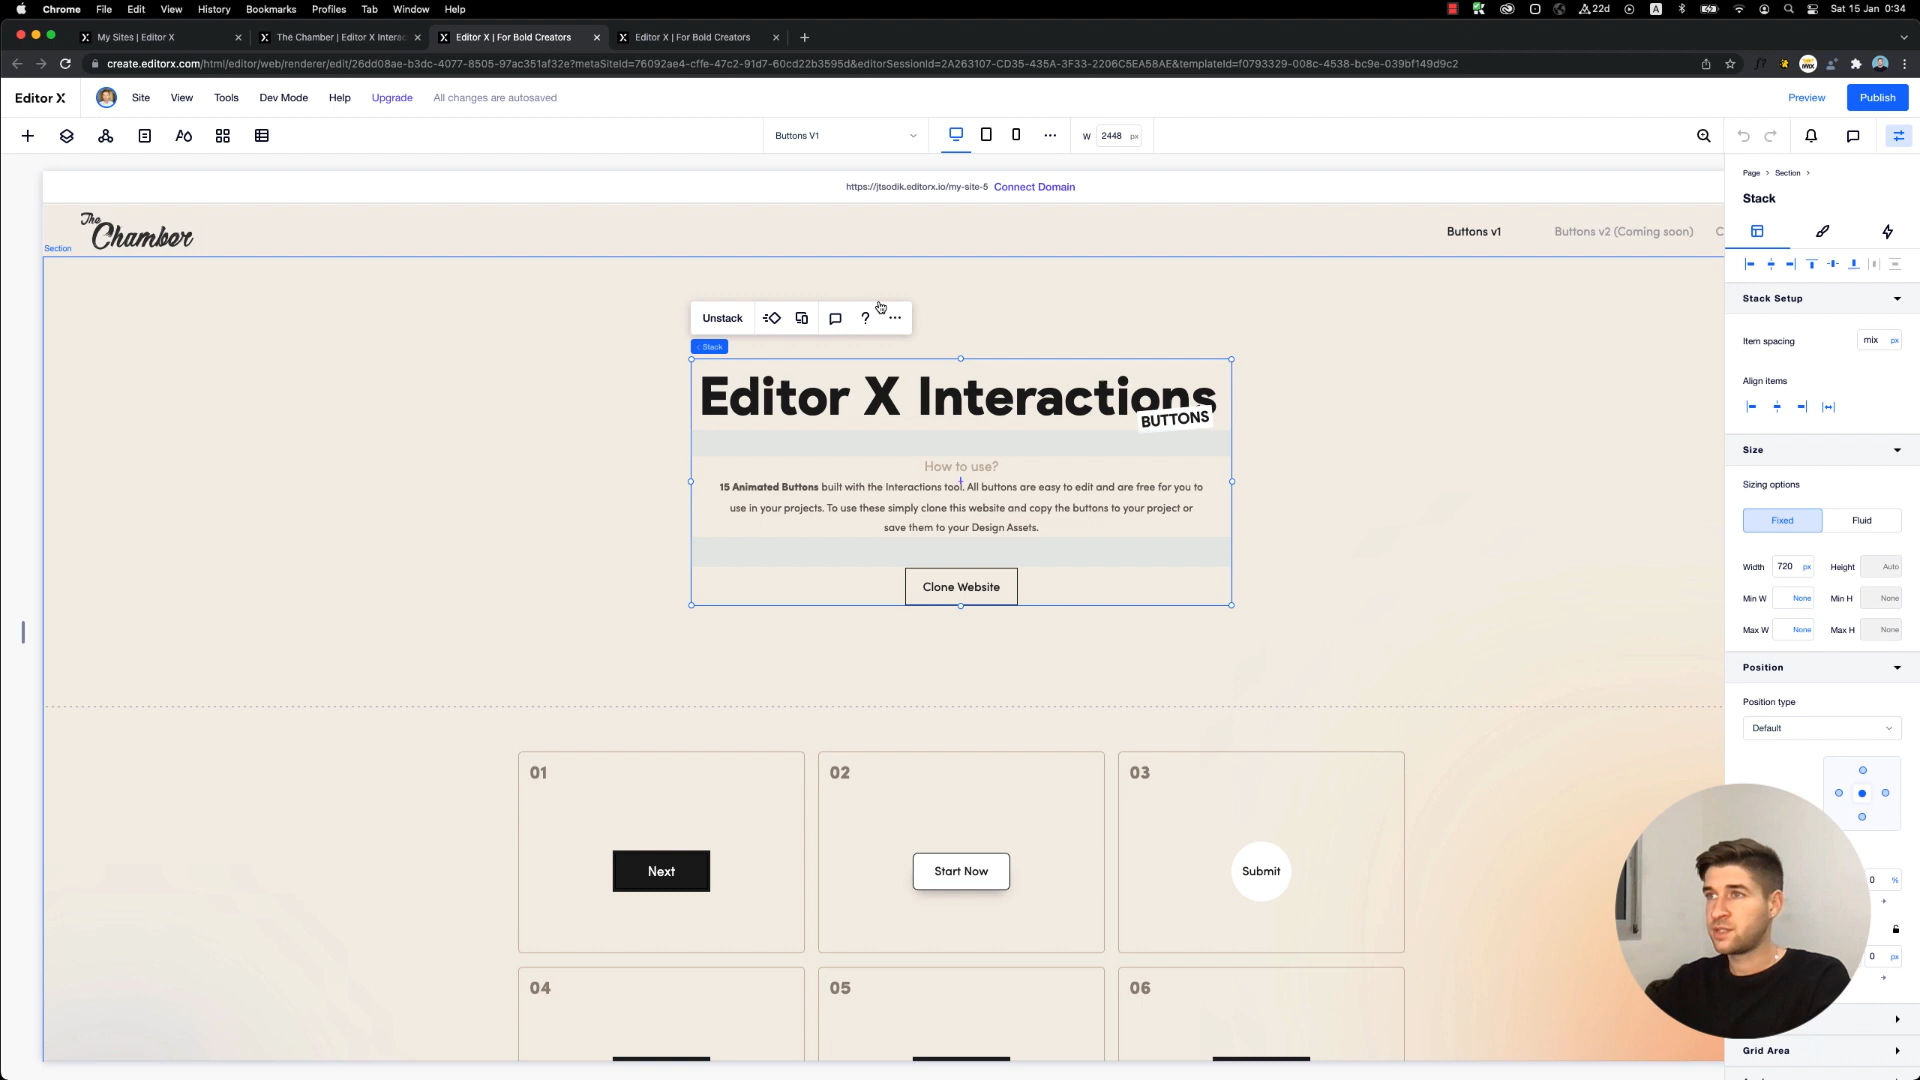 Chrome File Edit View History Bookmarks Profiles Tab Window Help
22d A Sat 15 Jan 0:34
My Sites | Editor X
The Chamber | Editor X Interac
Editor X | For Bold Creators
Editor X | For Bold Creators
create.editorx.com/html/editor/web/renderer/edit/26dd08ae-b3dc-4077-8505-97ac351af32e?metaSiteId=76092ae4-cffe-47c2-91d7-60cd22b3595d&editorSessionId=2A263107-CD35-435A-3F33-2206C5EA58AE&templateId=f0793329-008c-4538-bc9e-039bf149d9c2
Editor X
Site View Tools Dev Mode Help Upgrade All changes are autosaved
Preview Publish
Buttons V1
W 2448 px
https://jtsodik.editorx.io/my-site-5 Connect Domain
The Chamber
Section
Buttons v1 Buttons v2 (Coming soon) C
Unstack
?
Stack
Editor X Interactions
BUTTONS
How to use?
15 Animated Buttons built with the Interactions tool. All buttons are easy to edit and are free for you to
use in your projects. To use these simply clone this website and copy the buttons to your project or
save them to your Design Assets.
Clone Website
01 02 03
Next Start Now Submit
04 05 06
Page > Section >
Stack
Stack Setup
Item spacing mix px
Align items
Size
Sizing options
Fixed Fluid
Width 720 px Height Auto
Min W None Min H None
Max W None Max H None
Position
Position type
Default
0 %
0 px
Grid Area